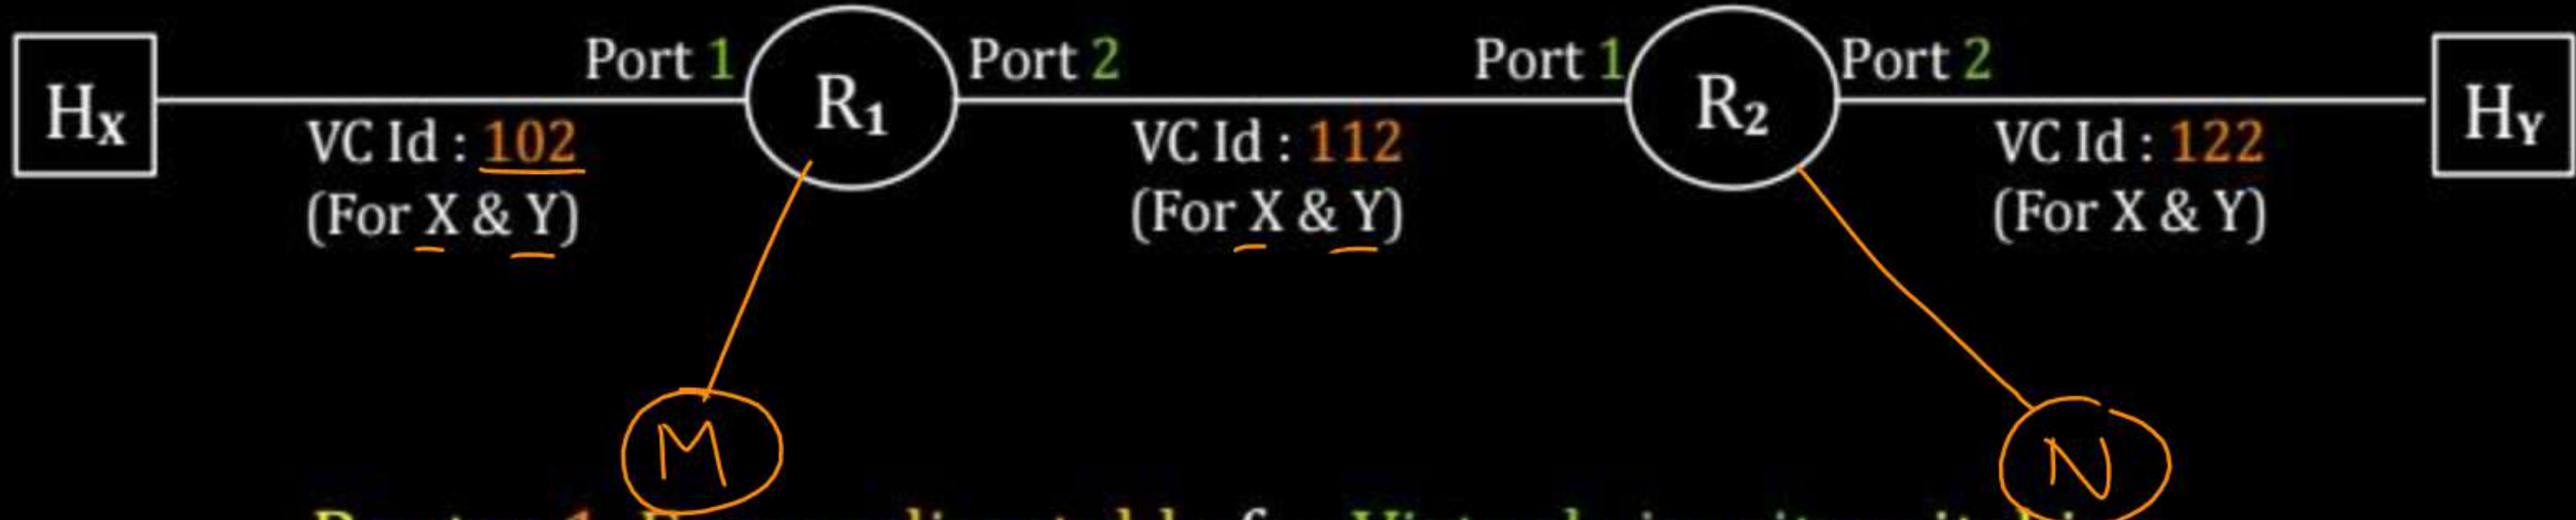 Port 1 Port 2 Port 1 Port 2
Hx R1 R2 HY
VC Id : 102 VC Id : 112 VC Id : 122
(For X & Y) (For X & Y) (For X & Y)
M N